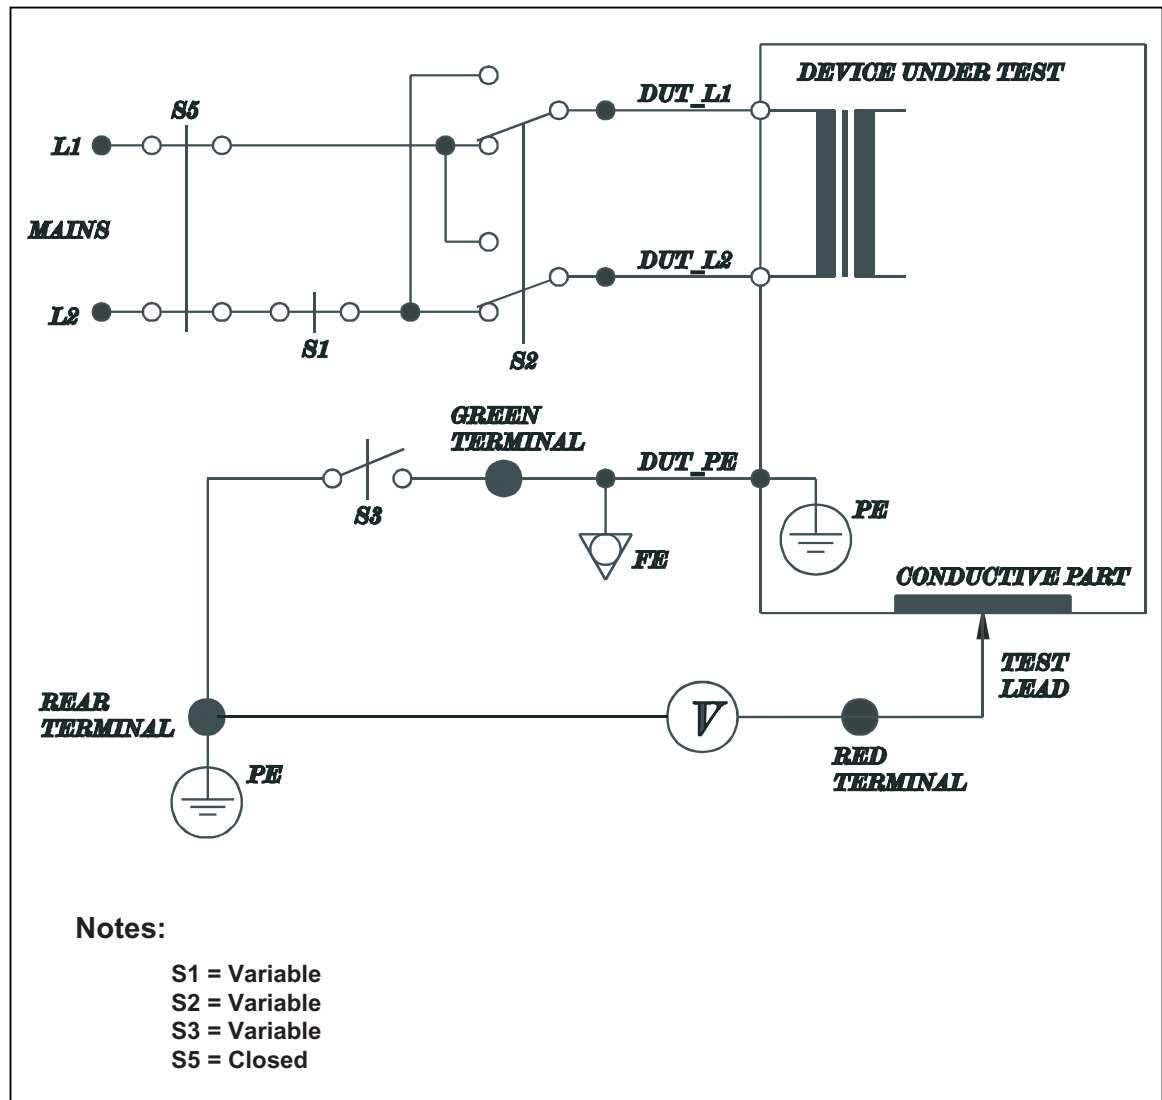 DEVICE UNDER TEST
DUT_L1
S5
L1
MAINS
DUT_L2
L2
S1
S2
GREEN
TERMINAL
DUT_PE
S3
PE
FE
CONDUCTIVE PART
TEST
LEAD
REAR
TERMINAL
V
RED
TERMINAL
PE
Notes:
S1 = Variable
S2 = Variable
S3 = Variable
S5 = Closed